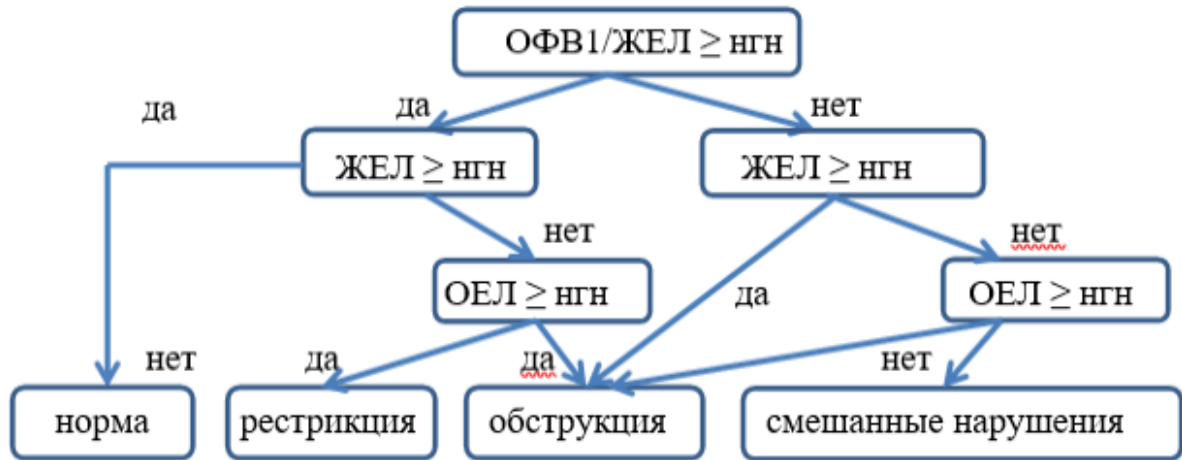 ОФВ1/ЖЕЛ ≥ нгн
да
да
нет
ЖЕЛ ≥ нгн
ЖЕЛ ≥ нгн
нет
нет
ОЕЛ ≥ нгн
да
ОЕЛ ≥ нгн
нет
да
да
нет
норма
рестрикция
обструкция
смешанные нарушения